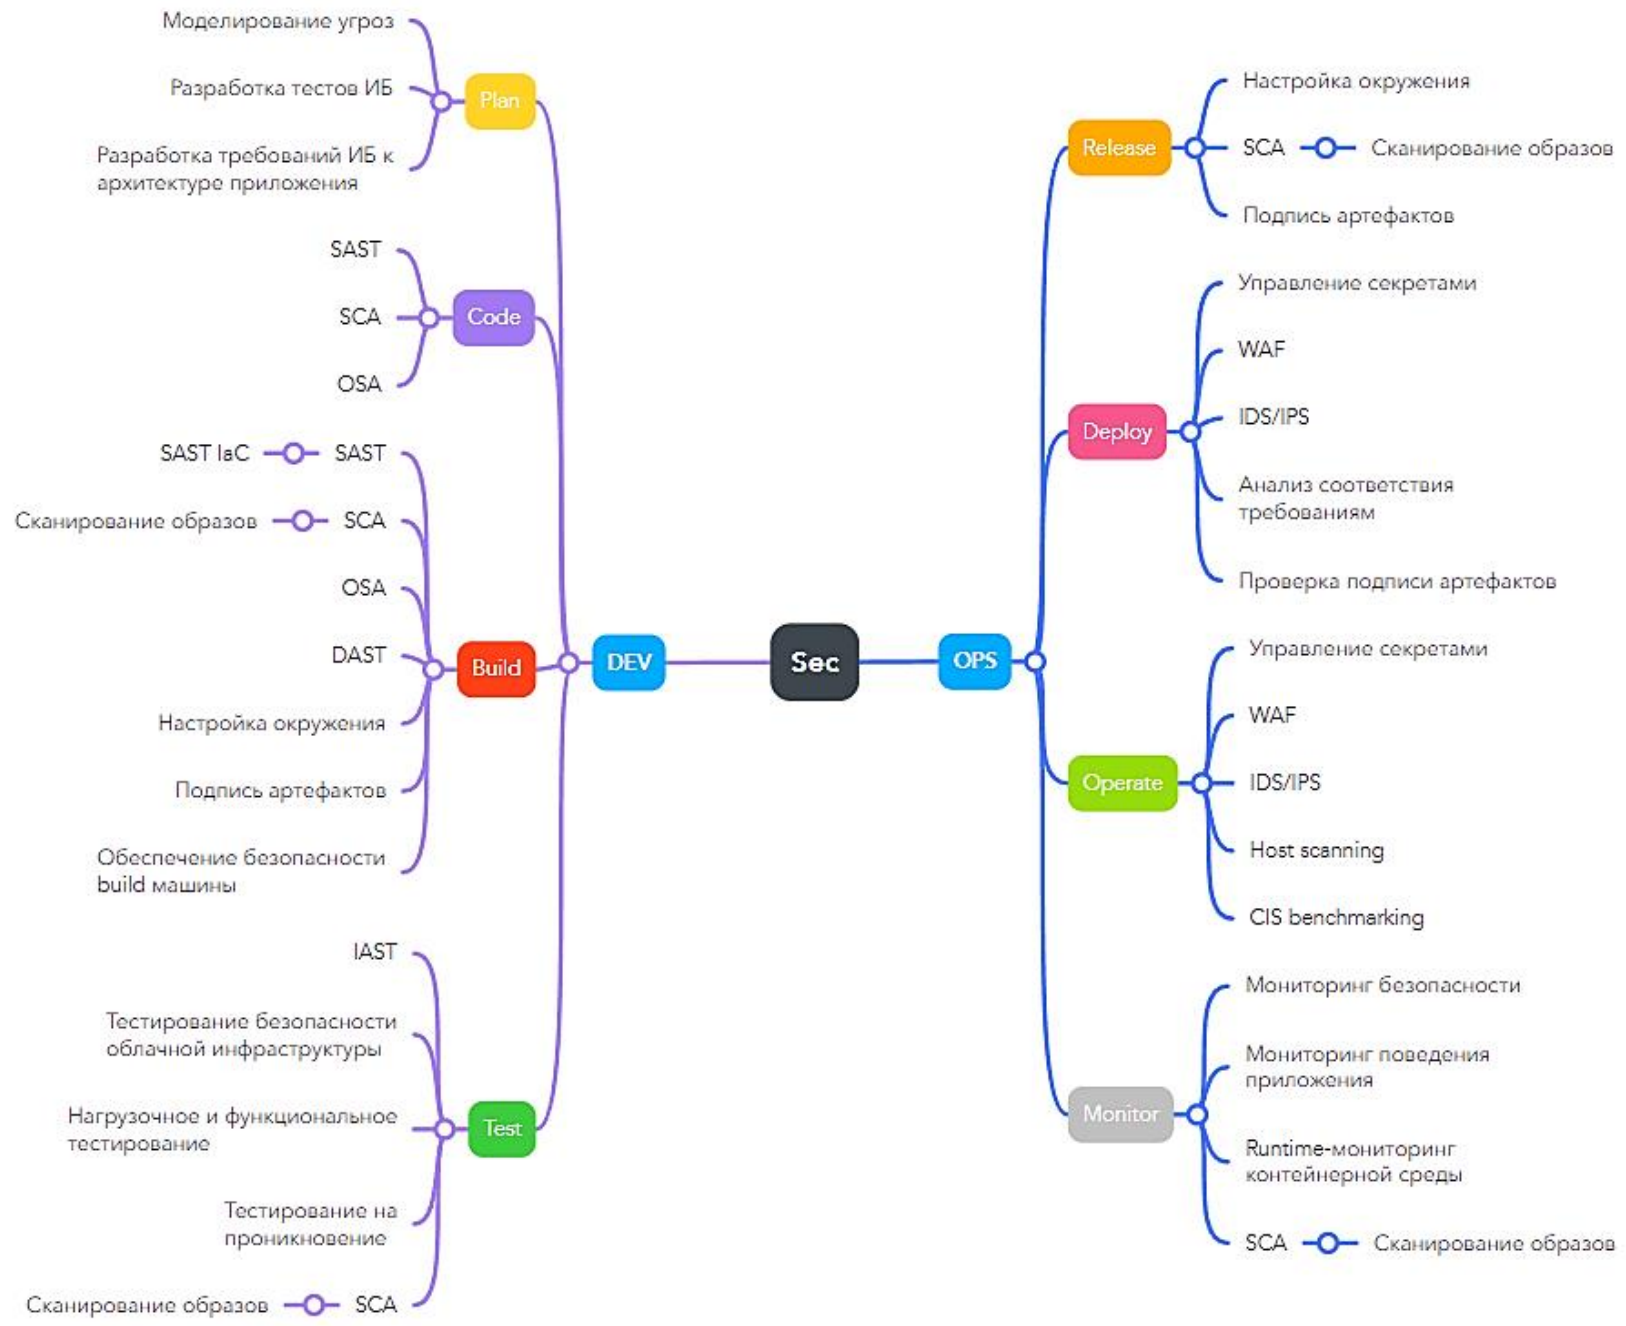 Моделирование угроз
Разработка тестов ИБ
Plan
Разработка требований ИБ к
архитектуре приложения
SAST
SCA
Code
OSA
SAST IaC
SAST
Сканирование образов
SCA
OSA
DAST
Build
Настройка окружения
Подпись артефактов
Обеспечение безопасности
build машины
IAST
Тестирование безопасности
облачной инфраструктуры
Нагрузочное и функциональное
тестирование
Test
Тестирование на
проникновение
Сканирование образов
SCA
DEV
Sec
OPS
Release
Настройка окружения
SCA
Сканирование образов
Подпись артефактов
Deploy
Управление секретами
WAF
IDS/IPS
Анализ соответствия
требованиям
Проверка подписи артефактов
Operate
Управление секретами
WAF
IDS/IPS
Host scanning
CIS benchmarking
Monitor
Мониторинг безопасности
Мониторинг поведения
приложения
Runtime-мониторинг
контейнерной среды
SCA
Сканирование образов